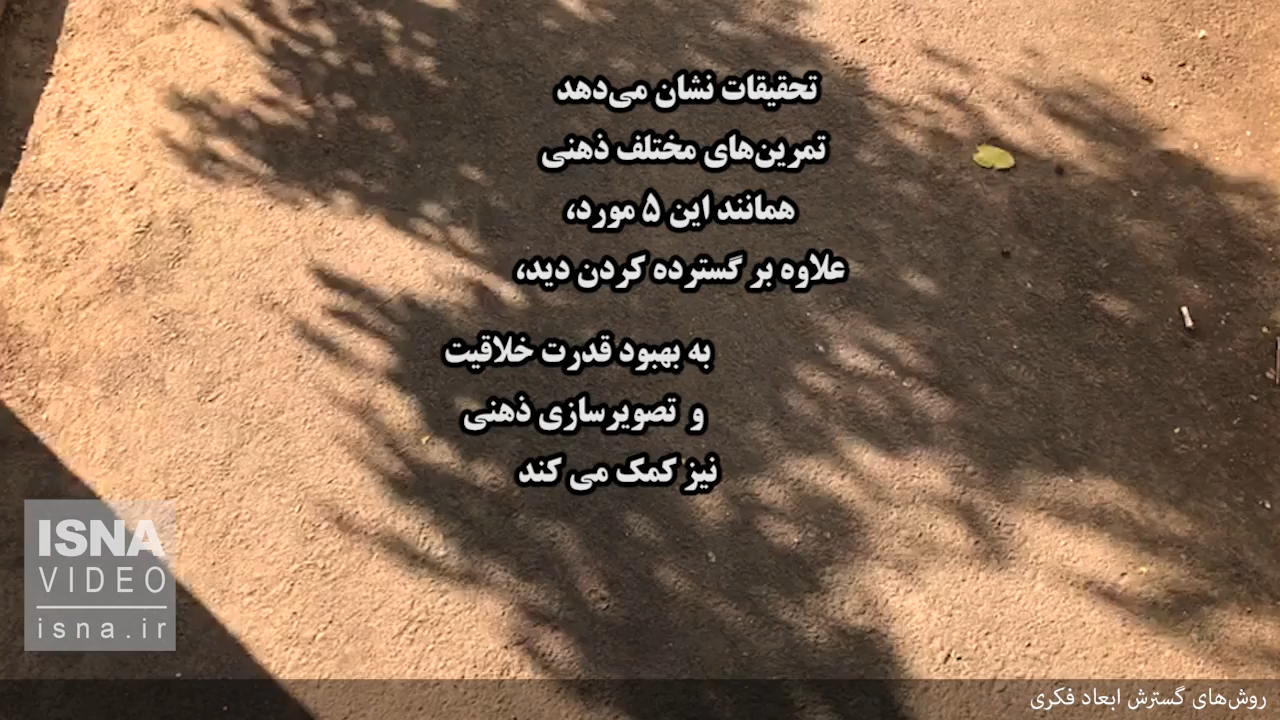 تحقیقات نشان می‌دهد
تمرین‌های مختلف ذهنی
همانند این ۵ مورد،
علاوه بر گسترده کردن دید،
به بهبود قدرت خلاقیت
و تصویرسازی ذهنی
نیز کمک می کند
ISNA
VIDEO
isna.ir
روش‌های گسترش ابعاد فکری